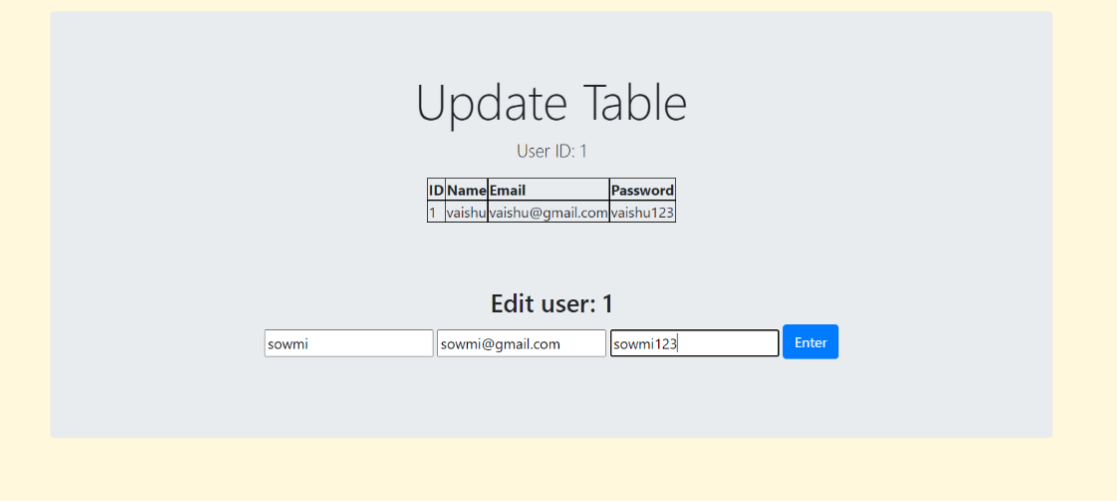 Update Table
User ID: 1
ID Name Email Password
1 vaishu vaishu@gmail.com vaishu123
Edit user: 1
sowmi sowmi@gmail.com sowmi123 Enter